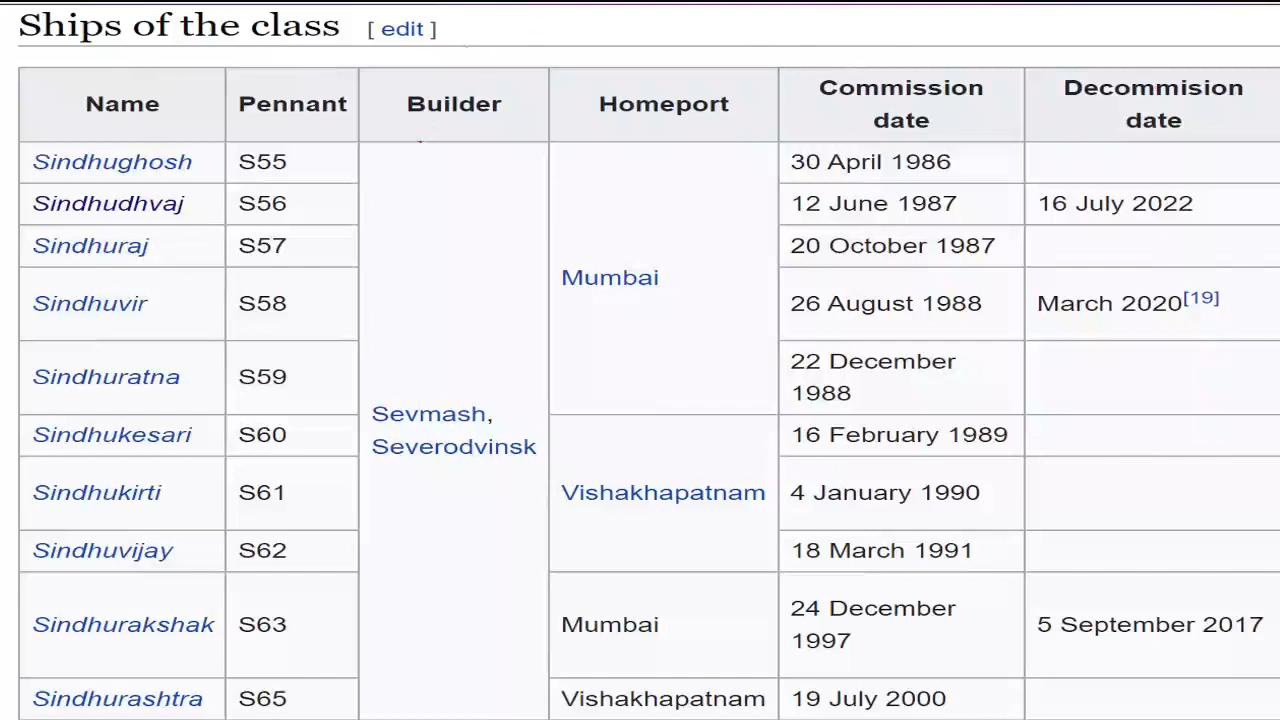 Ships of the class [ edit ]
Name Pennant Builder Homeport Commission date Decommision date
Sindhughosh S55 Sevmash, Severodvinsk Mumbai 30 April 1986
Sindhudhvaj S56 12 June 1987 16 July 2022
Sindhuraj S57 20 October 1987
Sindhuvir S58 26 August 1988 March 2020[19]
Sindhuratna S59 22 December 1988
Sindhukesari S60 Vishakhapatnam 16 February 1989
Sindhukirti S61 4 January 1990
Sindhuvijay S62 18 March 1991
Sindhurakshak S63 Mumbai 24 December 1997 5 September 2017
Sindhurashtra S65 Vishakhapatnam 19 July 2000